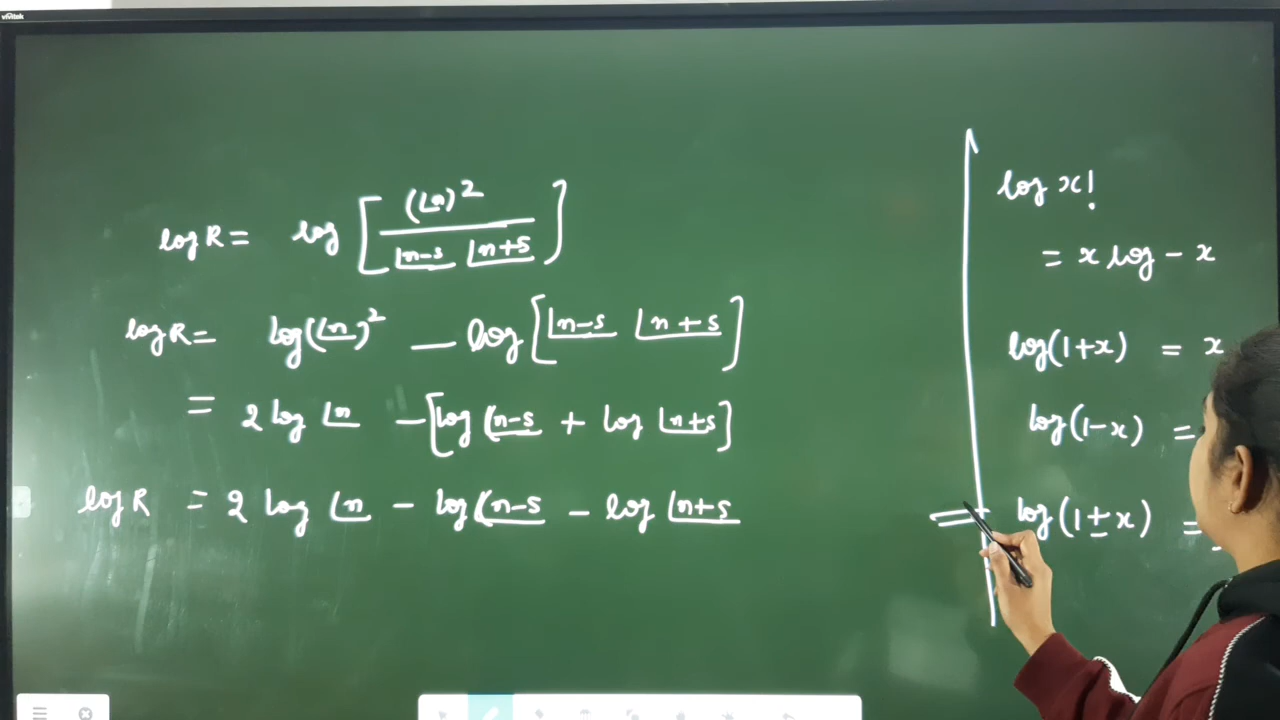 vivitek
log R = log [ (⌊n)² / ⌊n-s ⌊n+s ]
log R = log(⌊n)² - log [ ⌊n-s ⌊n+s ]
= 2 log ⌊n - [ log ⌊n-s + log ⌊n+s ]
log R = 2 log ⌊n - log ⌊n-s - log ⌊n+s
log x!
= x log - x
log(1+x) = x
log(1-x) =
= log(1±x) =